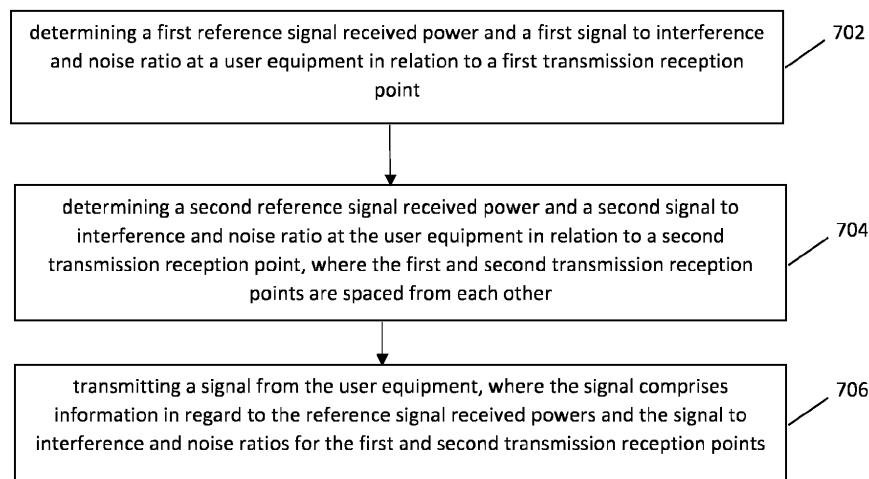 determining a first reference signal received power and a first signal to interference
and noise ratio at a user equipment in relation to a first transmission reception
point
702
determining a second reference signal received power and a second signal to
interference and noise ratio at the user equipment in relation to a second
transmission reception point, where the first and second transmission reception
points are spaced from each other
704
transmitting a signal from the user equipment, where the signal comprises
information in regard to the reference signal received powers and the signal to
interference and noise ratios for the first and second transmission reception points
706